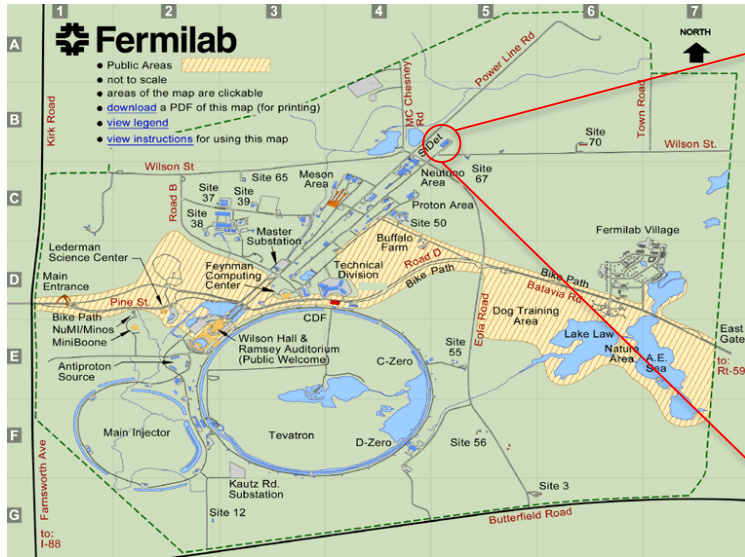 1 2 3 4 5 6 7
A
B
C
D
E
F
G
Fermilab
• Public Areas
• not to scale
• areas of the map are clickable
• download a PDF of this map (for printing)
• view legend
• view instructions for using this map
NORTH
Kirk Road
Power Line Rd
MC Chesney
Rd
Town Road
SiDet
Site
70
Wilson St.
Wilson St
Site 65
Meson
Area
Neutrino
Area
Site
67
Road B
Site
37
Site
39
Site
38
Proton Area
Site 50
Master
Substation
Buffalo
Farm
Fermilab Village
Lederman
Science Center
Feynman
Computing
Center
Technical
Division
Road D
Bike Path
Main
Entrance
Pine St.
Bike Path
Batavia Rd
Dog Training
Area
Bike Path
NuMI/Minos
MiniBoone
CDF
Eola Road
East
Gate
Wilson Hall &
Ramsey Auditorium
(Public Welcome)
Lake Law
Nature
Area
A.E.
Sea
to:
Rt-59
Antiproton
Source
C-Zero
Site
55
Main Injector
Tevatron
D-Zero
Site 56
Kautz Rd.
Substation
Site 3
Farnsworth Ave
Site 12
Butterfield Road
to:
I-88